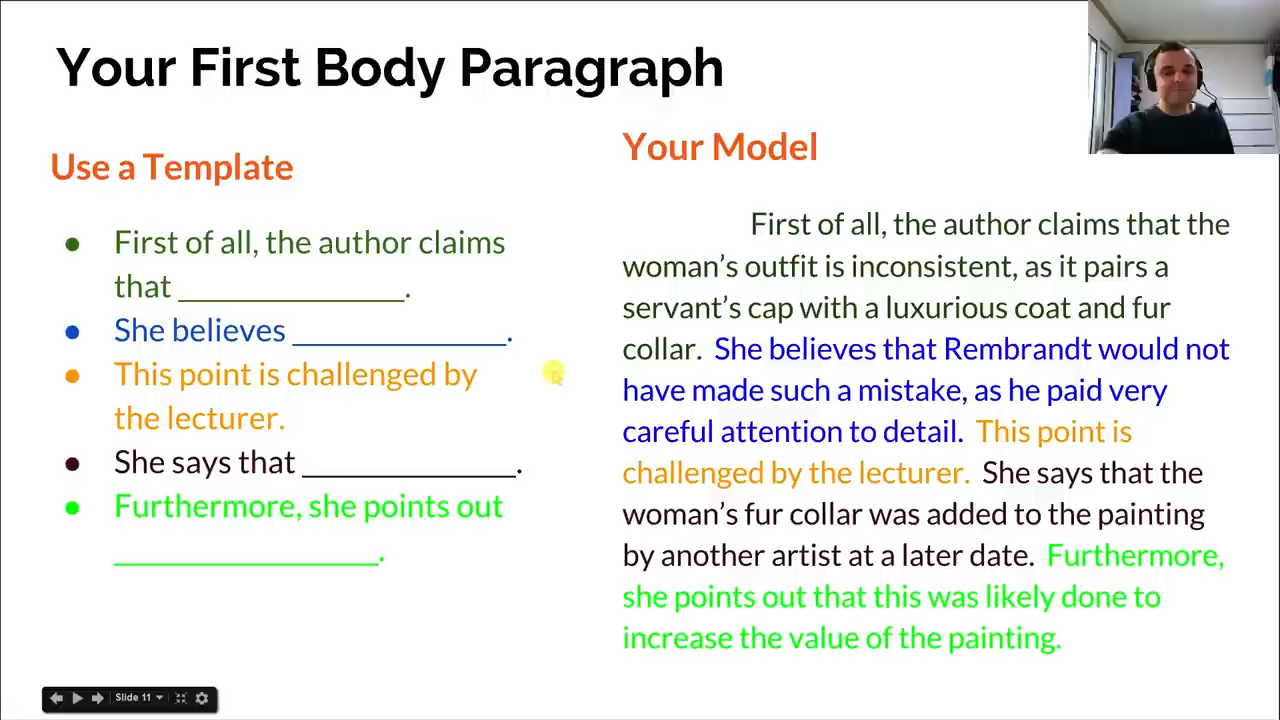 Your First Body Paragraph
Use a Template
● First of all, the author claims
that _______________.
● She believes ______________.
● This point is challenged by
the lecturer.
● She says that ______________.
● Furthermore, she points out
_________________.
Your Model
First of all, the author claims that the
woman’s outfit is inconsistent, as it pairs a
servant’s cap with a luxurious coat and fur
collar. She believes that Rembrandt would not
have made such a mistake, as he paid very
careful attention to detail. This point is
challenged by the lecturer. She says that the
woman’s fur collar was added to the painting
by another artist at a later date. Furthermore,
she points out that this was likely done to
increase the value of the painting.
Slide 11